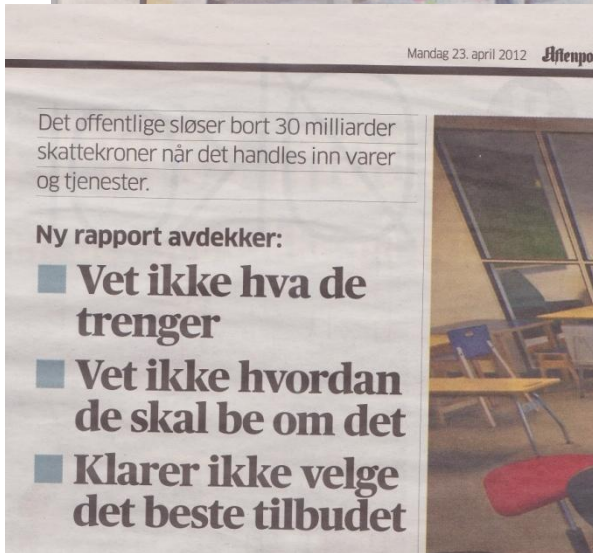 Mandag 23. april 2012 Aftenpo
Det offentlige sløser bort 30 milliarder
skattekroner når det handles inn varer
og tjenester.
Ny rapport avdekker:
Vet ikke hva de
trenger
Vet ikke hvordan
de skal be om det
Klarer ikke velge
det beste tilbudet